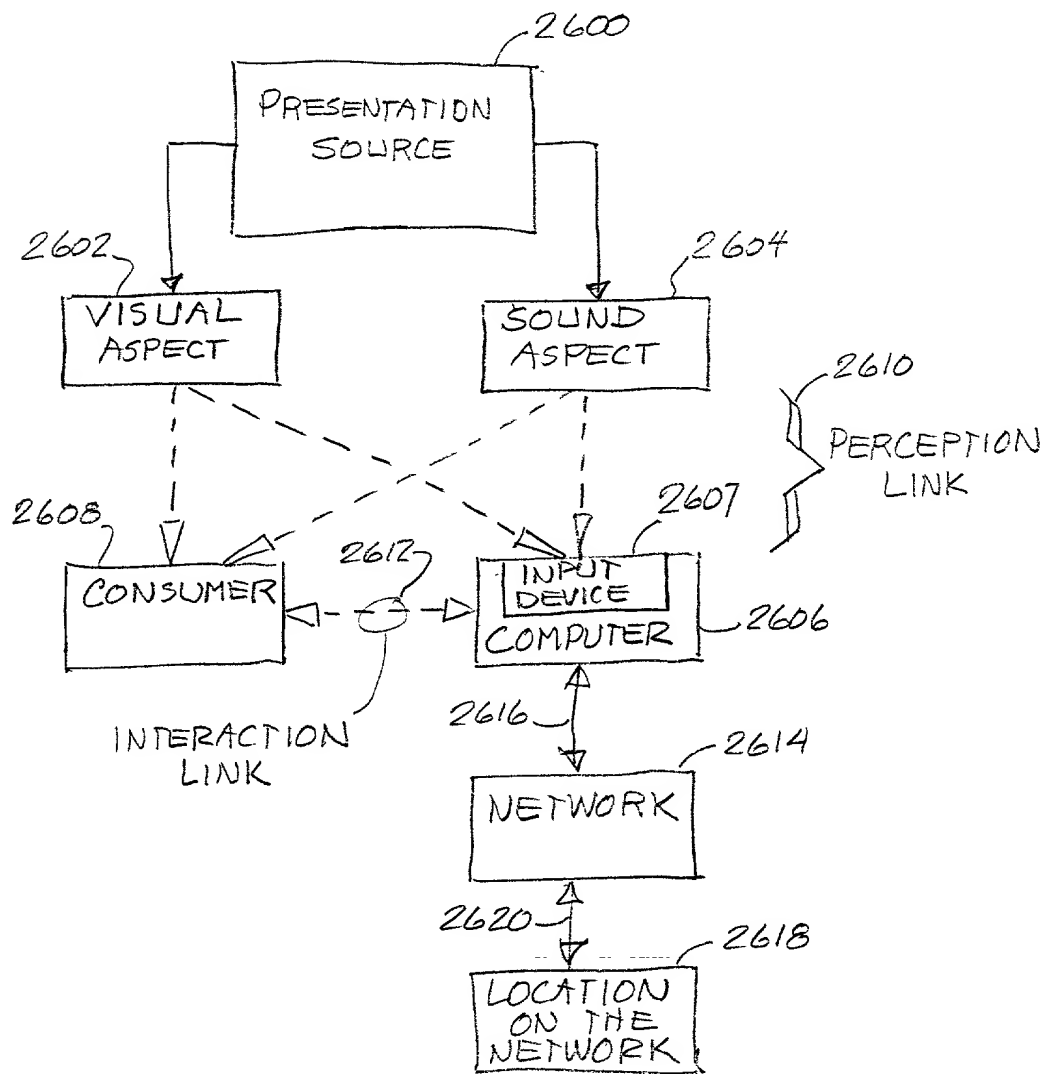 2600
PRESENTATION
SOURCE
2602
2604
VISUAL
ASPECT
SOUND
ASPECT
2610
PERCEPTION
LINK
2608
2612
2607
CONSUMER
INPUT
DEVICE
COMPUTER
2606
INTERACTION
LINK
2616
2614
NETWORK
2620
2618
LOCATION
ON THE
NETWORK